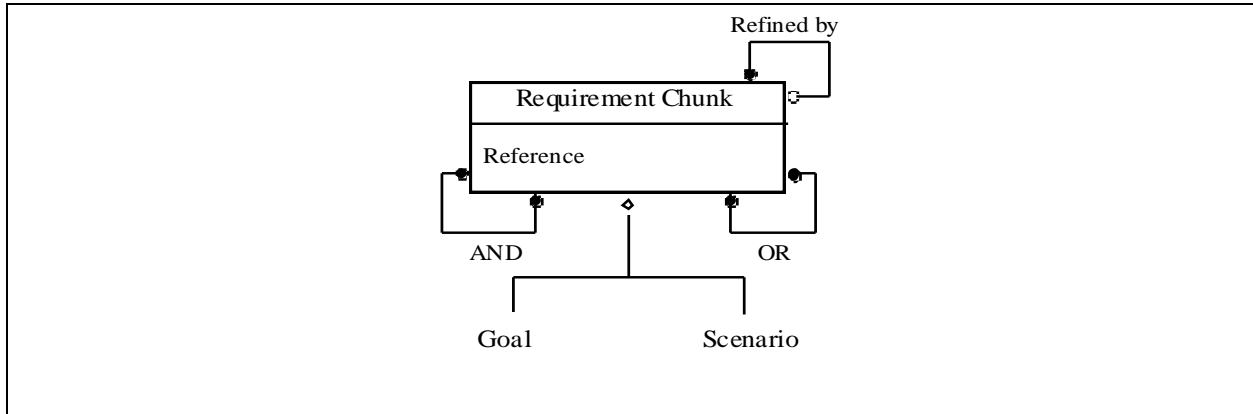 Refined by
Requirement Chunk
Reference
AND
OR
Goal
Scenario